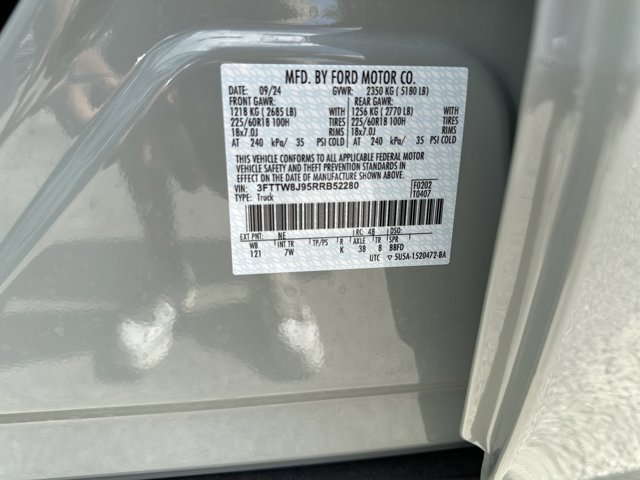 MFD. BY FORD MOTOR CO.
DATE: 09/24 GVWR: 2350 KG ( 5180 LB)
FRONT GAWR: REAR GAWR:
1218 KG ( 2685 LB) WITH 1256 KG ( 2770 LB) WITH
225/60R18 100H TIRES 225/60R18 100H TIRES
18x7.0J RIMS 18x7.0J RIMS
AT 240 kPa/ 35 PSI COLD AT 240 kPa/ 35 PSI COLD
THIS VEHICLE CONFORMS TO ALL APPLICABLE FEDERAL MOTOR
VEHICLE SAFETY AND THEFT PREVENTION STANDARDS IN
EFFECT ON THE DATE OF MANUFACTURE SHOWN ABOVE.
VIN: 3FTTW8J95RRB52280 F0202
TYPE: Truck T0407
EXT PNT: NE RC: 48 DSO:
WB INT TR TP/PS R AXLE TR SPR
121 7W K 38 8 BBFD
UTC ▽ 5U5A-1520472-BA